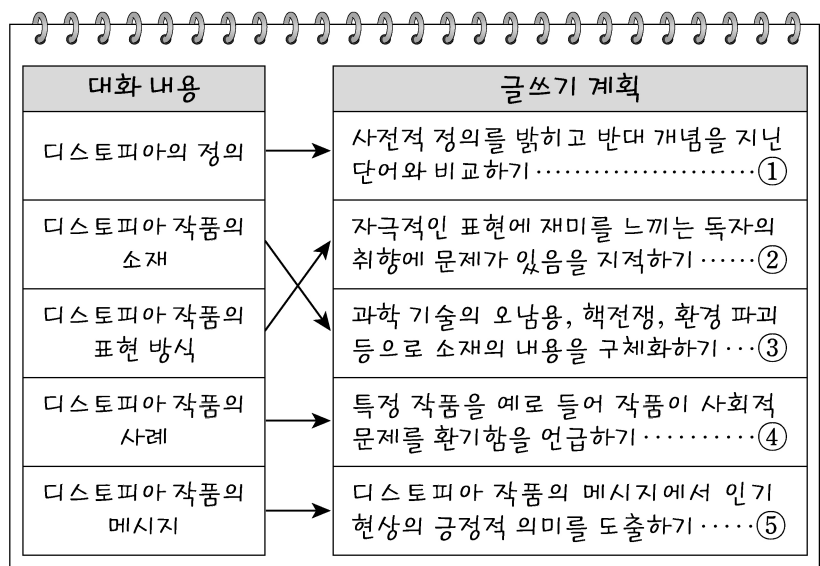 대화 내용
글쓰기 계획
디스토피아의 정의
사전적 정의를 밝히고 반대 개념을 지닌
단어와 비교하기 ······················ ①
디스토피아 작품의
소재
자극적인 표현에 재미를 느끼는 독자의
취향에 문제가 있음을 지적하기 ······ ②
디스토피아 작품의
표현 방식
과학 기술의 오남용, 핵전쟁, 환경 파괴
등으로 소재의 내용을 구체화하기 ··· ③
디스토피아 작품의
사례
특정 작품을 예로 들어 작품이 사회적
문제를 환기함을 언급하기 ·········· ④
디스토피아 작품의
메시지
디스토피아 작품의 메시지에서 인기
현상의 긍정적 의미를 도출하기 ····· ⑤